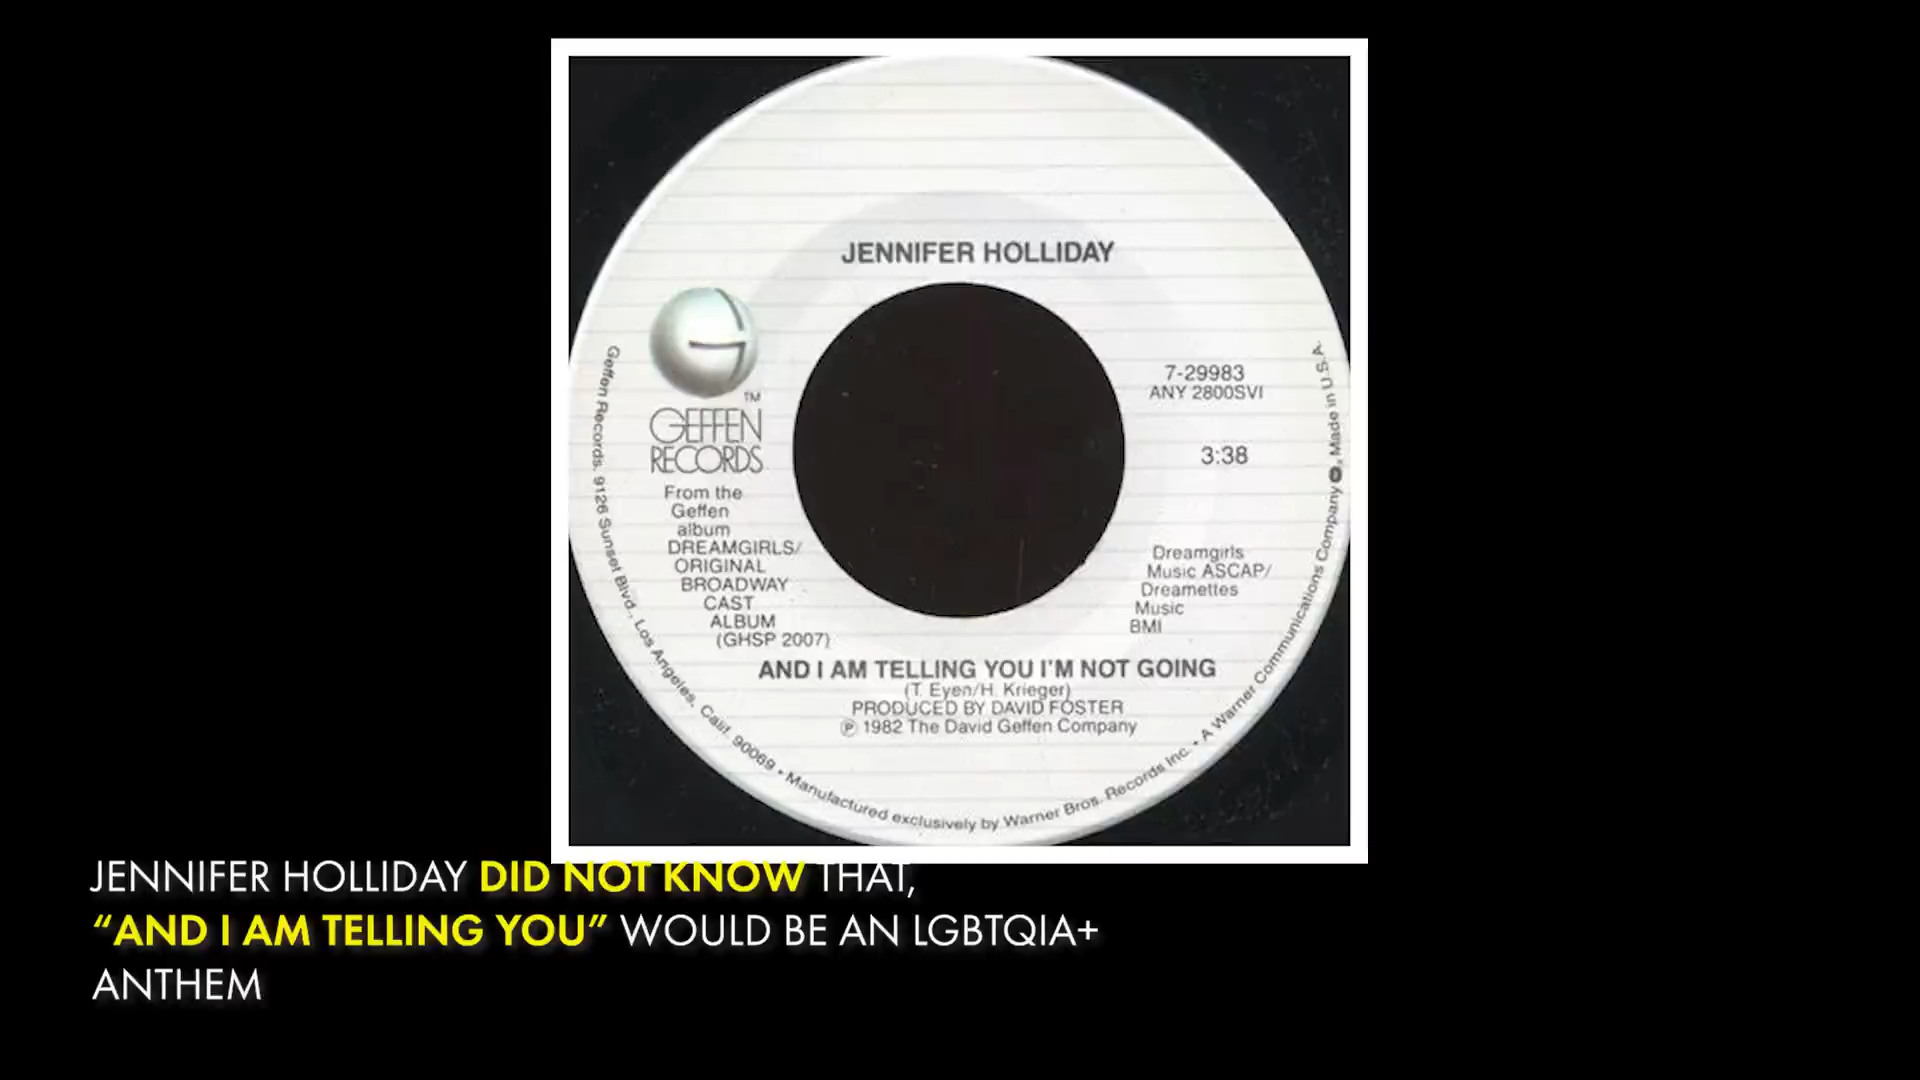 JENNIFER HOLLIDAY
TM
GEFFEN
RECORDS
From the
Geffen
album
DREAMGIRLS/
ORIGINAL
BROADWAY
CAST
ALBUM
(GHSP 2007)
7-29983
ANY 2800SVI
3:38
Dreamgirls
Music ASCAP/
Dreamettes
Music
BMI
AND I AM TELLING YOU I'M NOT GOING
(T. Eyen/H. Krieger)
PRODUCED BY DAVID FOSTER
℗ 1982 The David Geffen Company
Geffen Records, 9126 Sunset Blvd., Los Angeles, Calif. 90069 • Manufactured exclusively by Warner Bros. Records Inc. • A Warner Communications Company Made in U.S.A.
JENNIFER HOLLIDAY DID NOT KNOW THAT,
“AND I AM TELLING YOU” WOULD BE AN LGBTQIA+
ANTHEM